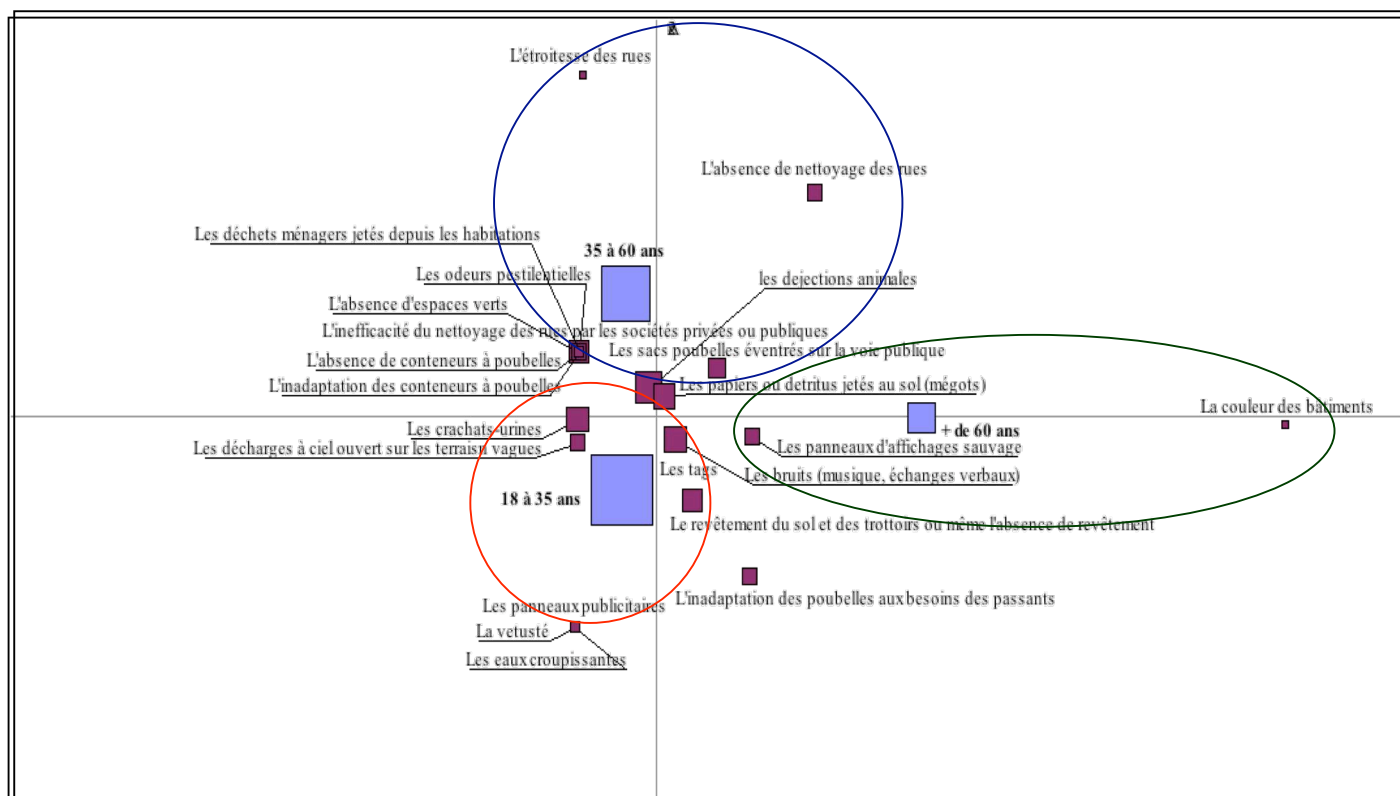 L'étroitesse des rues
L'absence de nettoyage des rues
Les déchets ménagers jetés depuis les habitations
35 à 60 ans
Les odeurs pestilentielles
les dejections animales
L'absence d'espaces verts
L'inefficacité du nettoyage des rues par les sociétés privées ou publiques
Les sacs poubelles éventrés sur la voie publique
L'absence de conteneurs à poubelles
L'inadaptation des conteneurs à poubelles
Les papiers ou detritus jetés au sol (mégots)
La couleur des bâtiments
Les crachats-urines
+ de 60 ans
Les décharges à ciel ouvert sur les terraisn vagues
Les panneaux d'affichages sauvage
Les tags
Les bruits (musique, échanges verbaux)
18 à 35 ans
Le revêtement du sol et des trottoirs ou même l'absence de revêtement
L'inadaptation des poubelles aux besoins des passants
Les panneaux publicitaires
La vetusté
Les eaux croupissantes